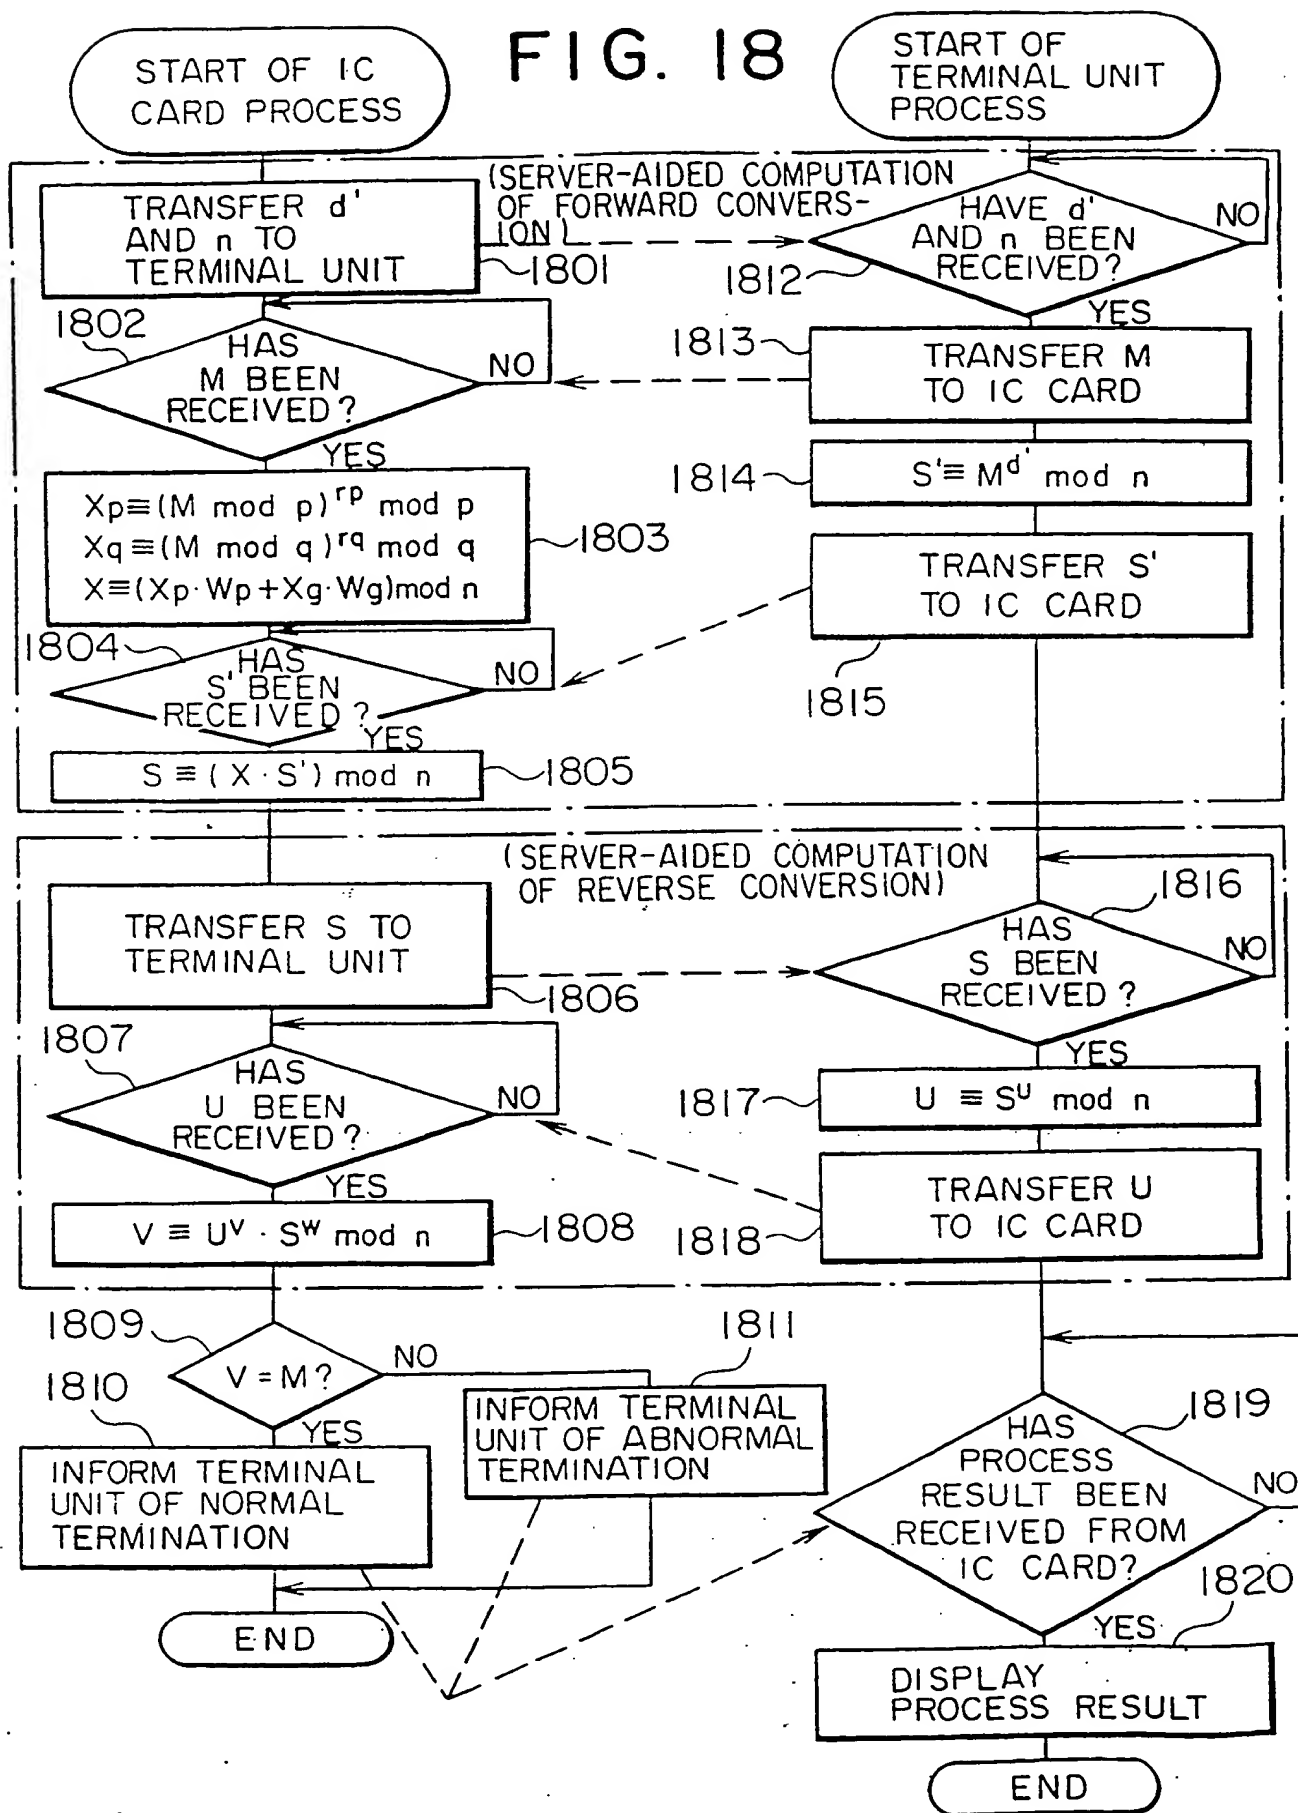 FIG. 18
START OF IC
CARD PROCESS
START OF
TERMINAL UNIT
PROCESS
(SERVER-AIDED COMPUTATION
OF FORWARD CONVERS-
ION)
TRANSFER d'
AND n TO
TERMINAL UNIT
1801
HAVE d'
AND n BEEN
RECEIVED?
NO
1812
YES
1802
HAS
M BEEN
RECEIVED?
NO
YES
1813
TRANSFER M
TO IC CARD
1814
S' ≡ M^d' mod n
Xp≡(M mod p)^rp mod p
Xq≡(M mod q)^rq mod q
X≡(Xp·Wp+Xg·Wg)mod n
1803
TRANSFER S'
TO IC CARD
1815
1804
HAS
S' BEEN
RECEIVED?
NO
YES
S ≡ ( X · S' ) mod n
1805
(SERVER-AIDED COMPUTATION
OF REVERSE CONVERSION)
TRANSFER S TO
TERMINAL UNIT
1806
1816
HAS
S BEEN
RECEIVED?
NO
YES
1807
HAS
U BEEN
RECEIVED?
NO
YES
1817
U ≡ S^U mod n
TRANSFER U
TO IC CARD
1818
V ≡ U^V · S^W mod n
1808
1809
V = M?
NO
YES
1811
INFORM TERMINAL
UNIT OF ABNORMAL
TERMINATION
1810
INFORM TERMINAL
UNIT OF NORMAL
TERMINATION
END
1819
HAS
PROCESS
RESULT BEEN
RECEIVED FROM
IC CARD?
NO
YES
1820
DISPLAY
PROCESS RESULT
END